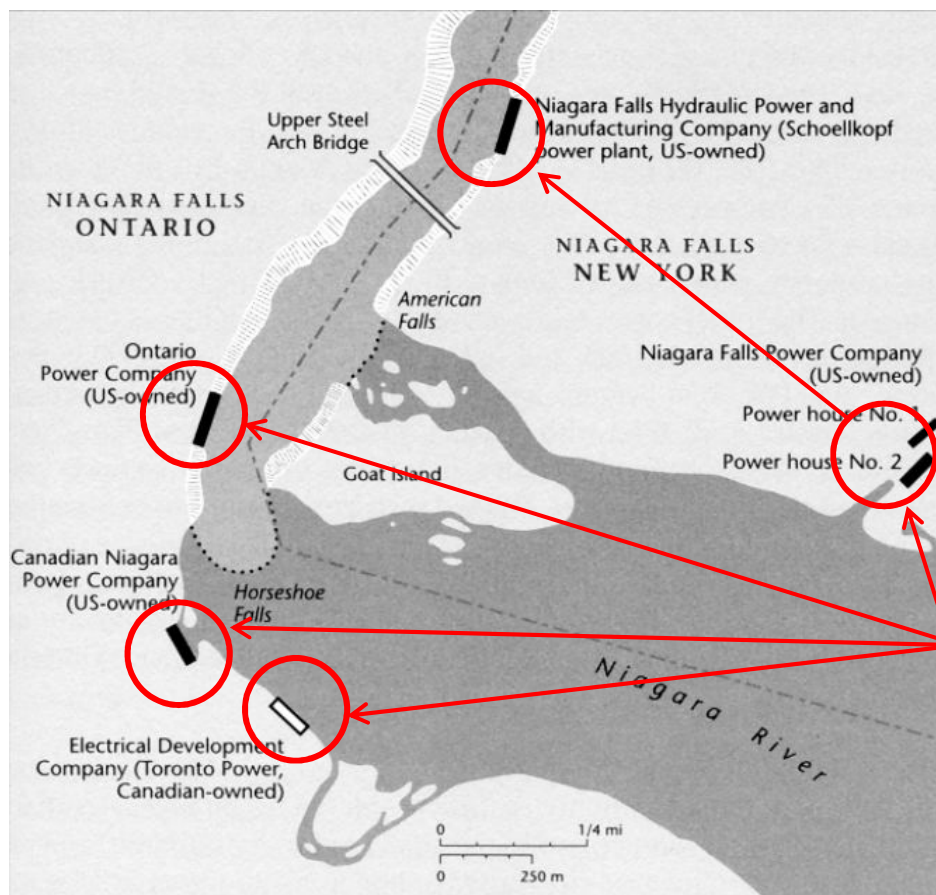 Upper Steel
Arch Bridge
Niagara Falls Hydraulic Power and
Manufacturing Company (Schoellkopf
power plant, US-owned)
NIAGARA FALLS
ONTARIO
NIAGARA FALLS
NEW YORK
American
Falls
Ontario
Power Company
(US-owned)
Niagara Falls Power Company
(US-owned)
Power house No. 1
Power house No. 2
Goat Island
Canadian Niagara
Power Company
(US-owned)
Horseshoe
Falls
Niagara
River
Electrical Development
Company (Toronto Power,
Canadian-owned)
0 1/4 mi
0 250 m